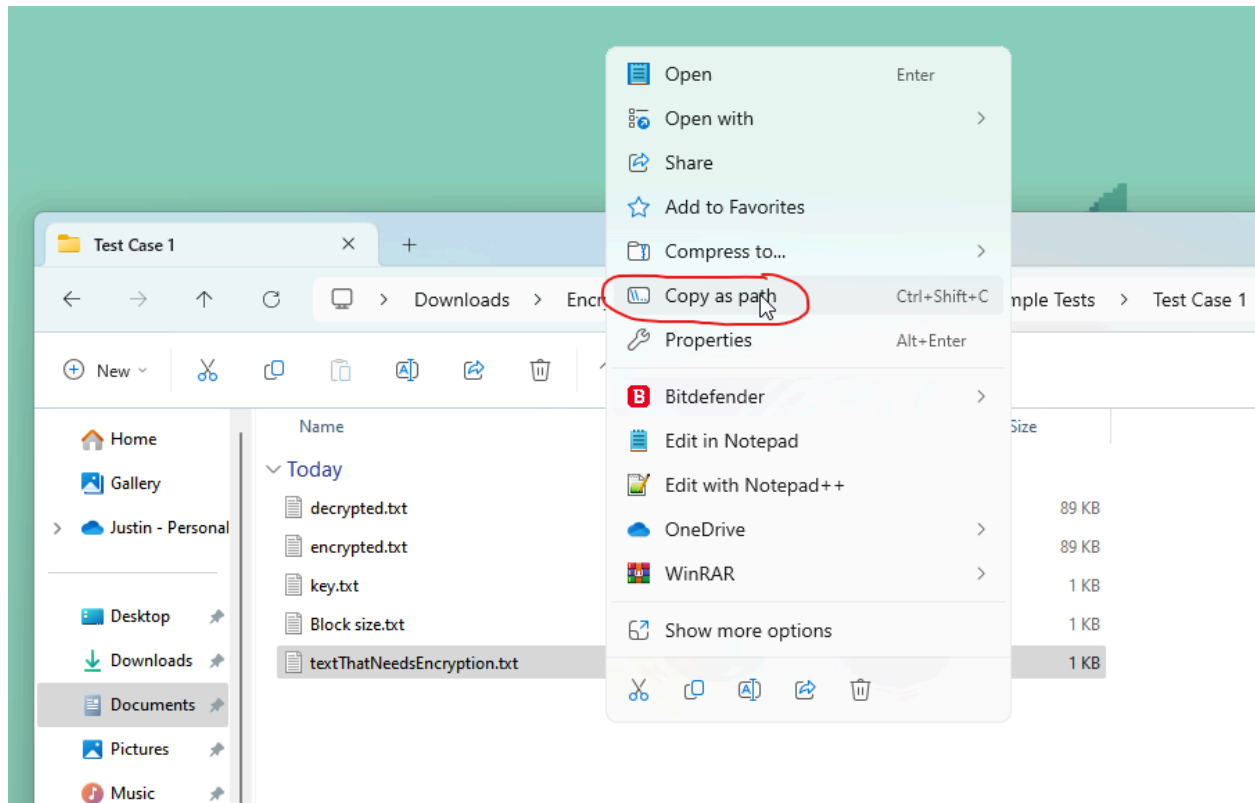 Open Enter
Open with
Share
Add to Favorites
Compress to...
Copy as path Ctrl+Shift+C
Properties Alt+Enter
Bitdefender
Edit in Notepad
Edit with Notepad++
OneDrive
WinRAR
Show more options
Test Case 1
Downloads > > Test Case 1
New
Name Size
Today
decrypted.txt 89 KB
encrypted.txt 89 KB
key.txt 1 KB
Block size.txt 1 KB
textThatNeedsEncryption.txt 1 KB
Home
Gallery
Justin - Personal
Desktop
Downloads
Documents
Pictures
Music